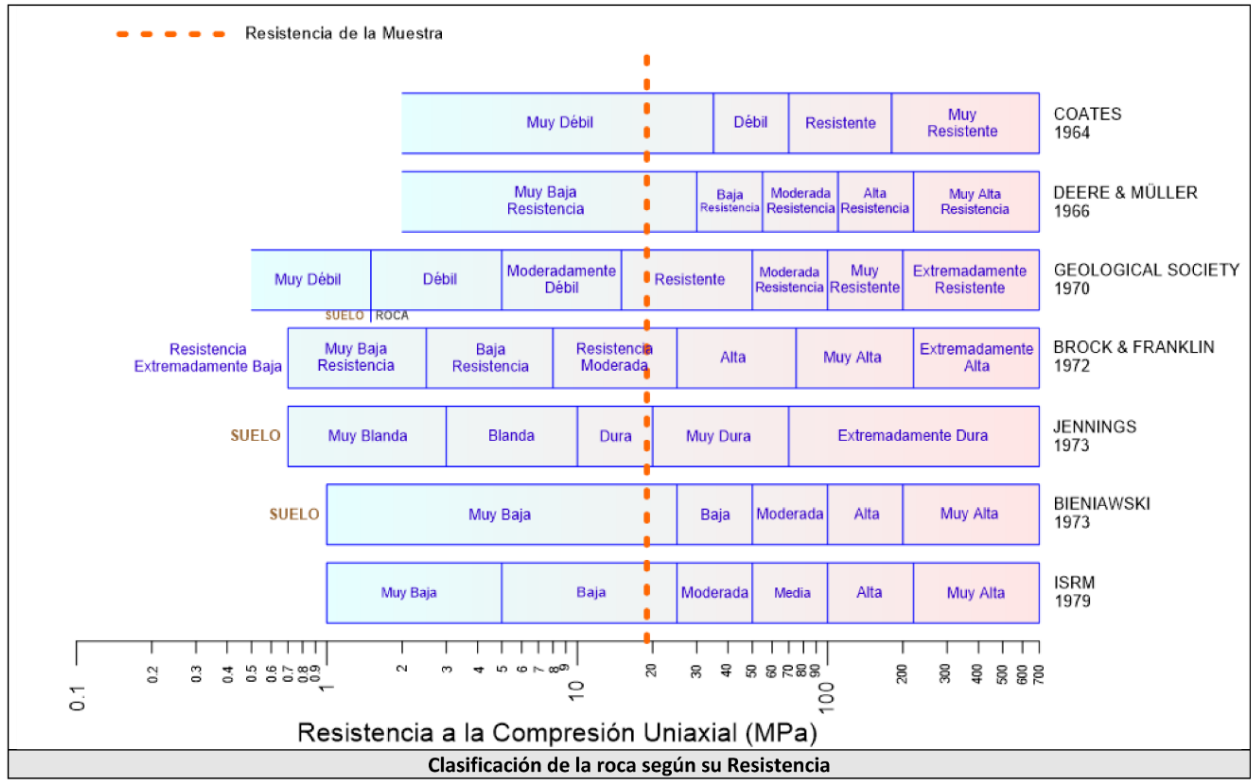 Resistencia de la Muestra
Muy Débil
Débil
Resistente
Muy
Resistente
COATES
1964
Muy Baja
Resistencia
Baja
Resistencia
Moderada
Resistencia
Alta
Resistencia
Muy Alta
Resistencia
DEERE & MÜLLER
1966
Muy Débil
Débil
Moderadamente
Débil
Resistente
Moderada
Resistencia
Muy
Resistente
Extremadamente
Resistente
GEOLOGICAL SOCIETY
1970
SUELO
ROCA
Resistencia
Extremadamente Baja
Muy Baja
Resistencia
Baja
Resistencia
Resistencia
Moderada
Alta
Muy Alta
Extremadamente
Alta
BROCK & FRANKLIN
1972
SUELO
Muy Blanda
Blanda
Dura
Muy Dura
Extremadamente Dura
JENNINGS
1973
SUELO
Muy Baja
Baja
Moderada
Alta
Muy Alta
BIENIAWSKI
1973
Muy Baja
Baja
Moderada
Media
Alta
Muy Alta
ISRM
1979
0.1
0.2
0.3
0.4
0.5
0.6
0.7
0.8
0.9
1
2
3
4
5
6
7
8
9
10
20
30
40
50
60
70
80
90
100
200
300
400
500
600
700
Resistencia a la Compresión Uniaxial (MPa)
Clasificación de la roca según su Resistencia